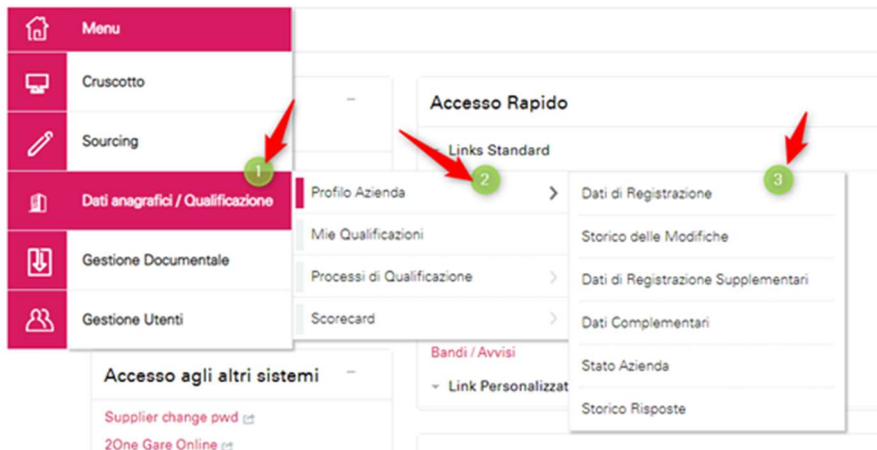 Menu
Cruscotto
Sourcing
Dati anagrafici / Qualificazione
Gestione Documentale
Gestione Utenti
1
Profilo Azienda
Mie Qualificazioni
Processi di Qualificazione
Scorecard
2
Dati di Registrazione
Storico delle Modifiche
Dati di Registrazione Supplementari
Dati Complementari
Stato Azienda
Storico Risposte
3
Accesso Rapido
Links Standard
Bandi / Avvisi
Link Personalizzat
Accesso agli altri sistemi
Supplier change pwd
2One Gare Online